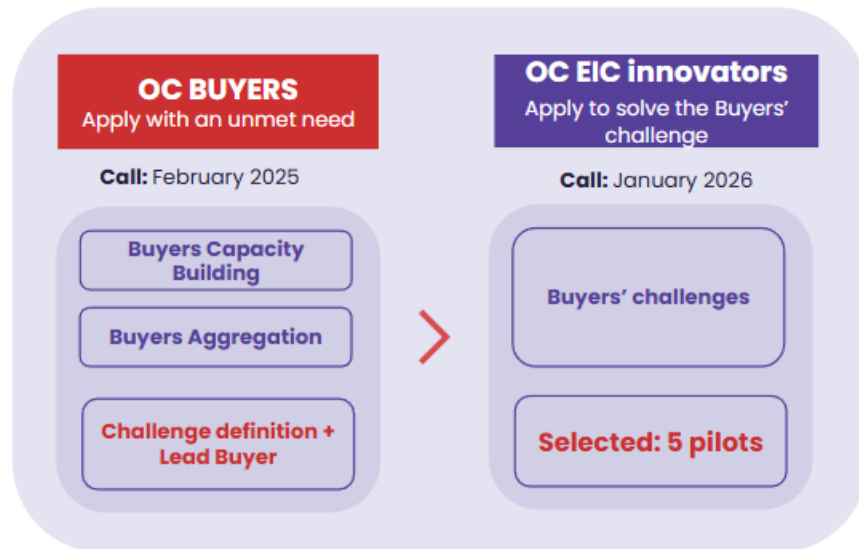 OC BUYERS
Apply with an unmet need
Call: February 2025
Buyers Capacity
Building
Buyers Aggregation
Challenge definition +
Lead Buyer
OC EIC innovators
Apply to solve the Buyers'
challenge
Call: January 2026
Buyers' challenges
Selected: 5 pilots